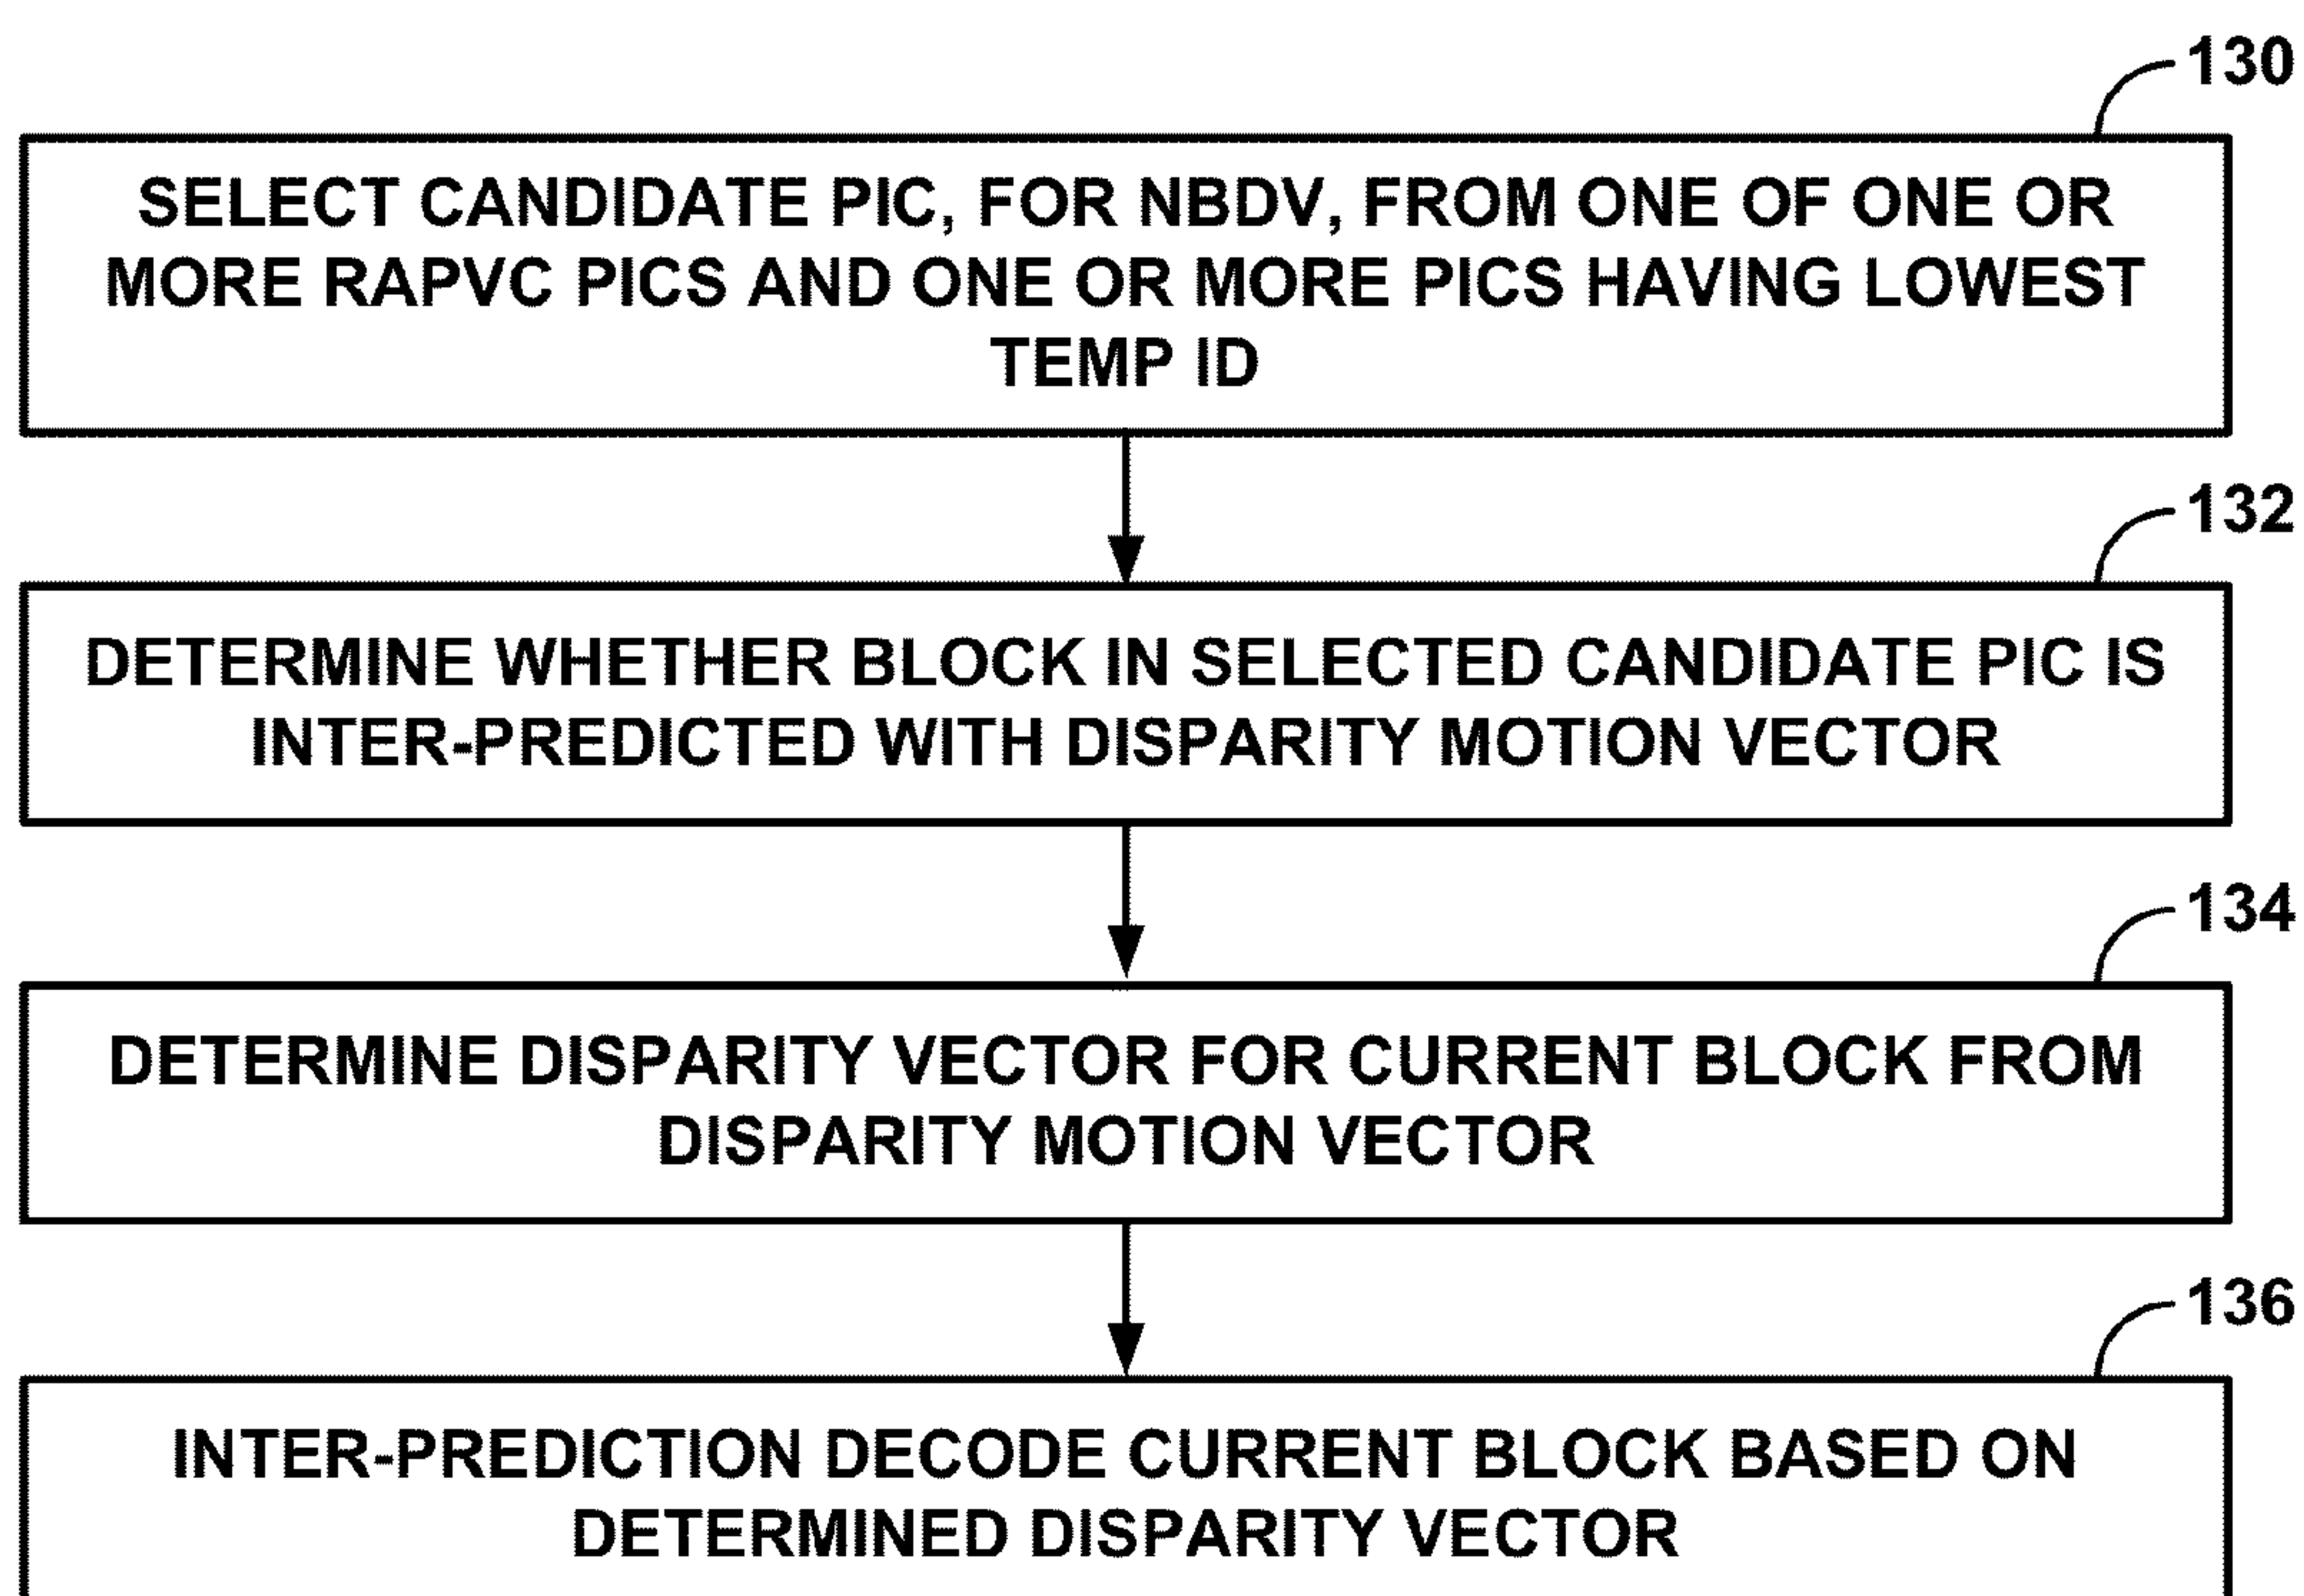 130
SELECT CANDIDATE PIC, FOR NBDV, FROM ONE OF ONE OR
MORE RAPVC PICS AND ONE OR MORE PICS HAVING LOWEST
TEMP ID
132
DETERMINE WHETHER BLOCK IN SELECTED CANDIDATE PIC IS
INTER-PREDICTED WITH DISPARITY MOTION VECTOR
134
DETERMINE DISPARITY VECTOR FOR CURRENT BLOCK FROM
DISPARITY MOTION VECTOR
136
INTER-PREDICTION DECODE CURRENT BLOCK BASED ON
DETERMINED DISPARITY VECTOR